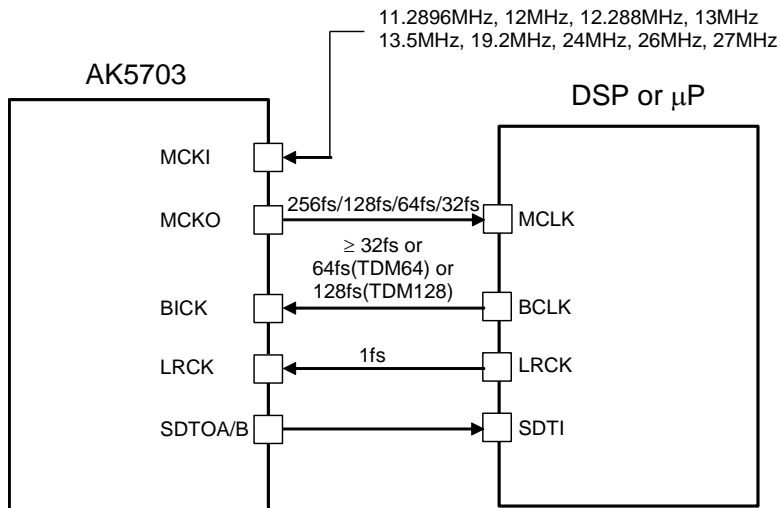 11.2896MHz, 12MHz, 12.288MHz, 13MHz
13.5MHz, 19.2MHz, 24MHz, 26MHz, 27MHz
AK5703
DSP or μP
MCKI
MCKO
256fs/128fs/64fs/32fs
MCLK
≥ 32fs or
64fs(TDM64) or
128fs(TDM128)
BICK
BCLK
LRCK
1fs
LRCK
SDTOA/B
SDTI